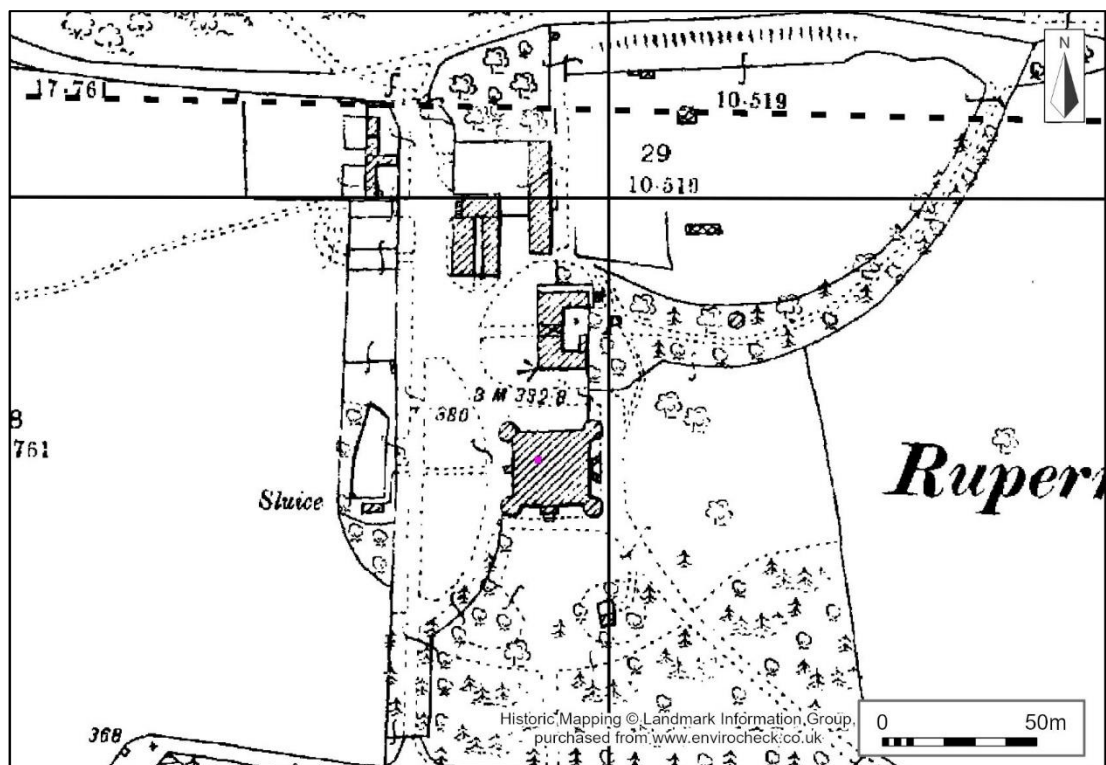 N
17·761
10·519
29
10·519
B M 392·8
380
8
761
Sluice
Ruperr
368
Historic Mapping © Landmark Information Group,
purchased from www.envirocheck.co.uk
0 50m